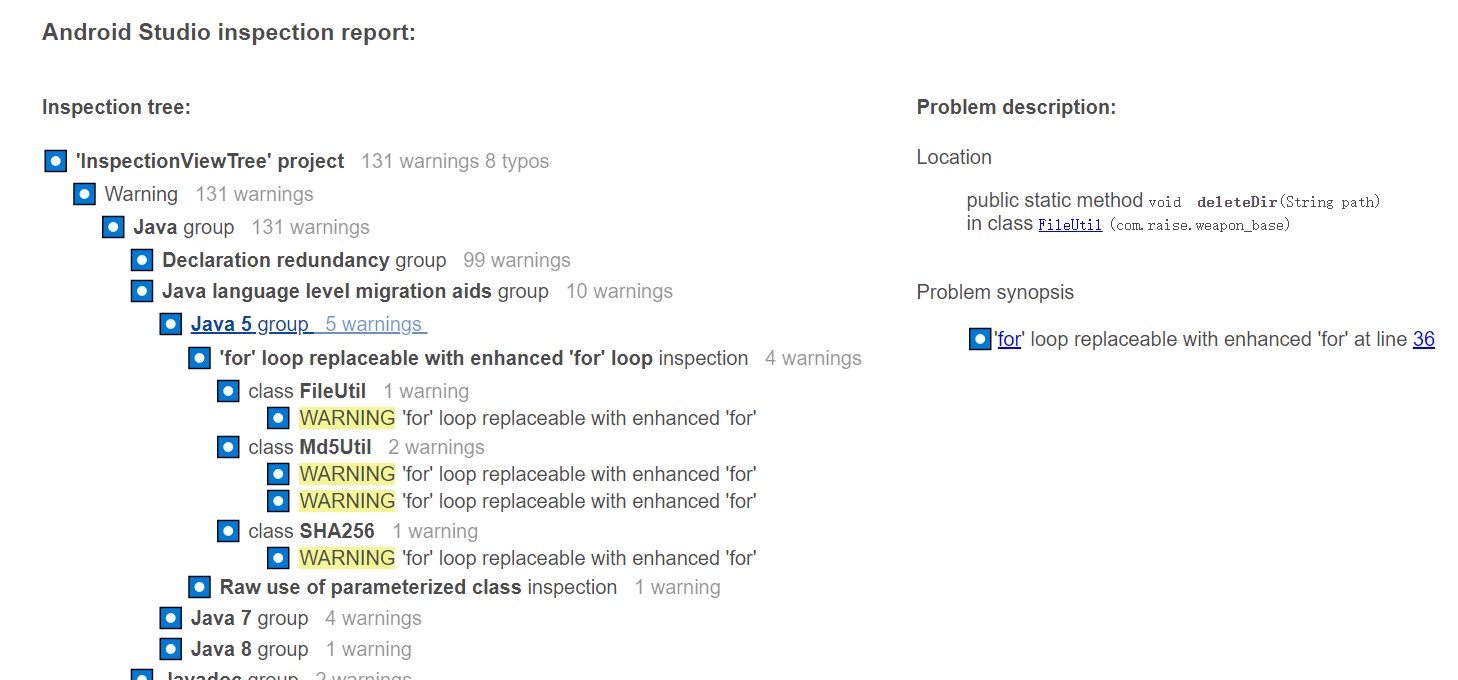 Android Studio inspection report:
Inspection tree:
'InspectionViewTree' project 131 warnings 8 typos
Warning 131 warnings
Java group 131 warnings
Declaration redundancy group 99 warnings
Java language level migration aids group 10 warnings
Java 5 group 5 warnings
'for' loop replaceable with enhanced 'for' loop inspection 4 warnings
class FileUtil 1 warning
WARNING 'for' loop replaceable with enhanced 'for'
class Md5Util 2 warnings
WARNING 'for' loop replaceable with enhanced 'for'
WARNING 'for' loop replaceable with enhanced 'for'
class SHA256 1 warning
WARNING 'for' loop replaceable with enhanced 'for'
Raw use of parameterized class inspection 1 warning
Java 7 group 4 warnings
Java 8 group 1 warning
Javadoc group 2 warnings
Problem description:
Location
public static method void deleteDir(String path)
in class FileUtil (com.raise.weapon_base)
Problem synopsis
'for' loop replaceable with enhanced 'for' at line 36